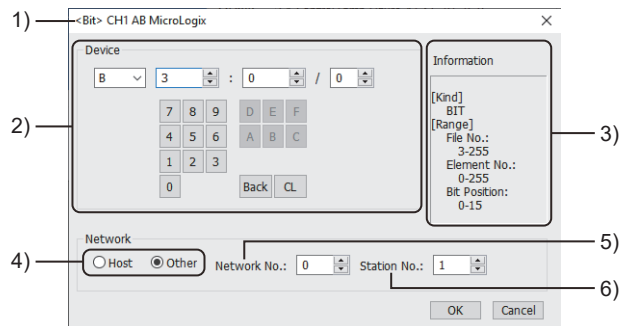 1)
<Bit> CH1 AB MicroLogix
Device
B 3 : 0 / 0
7 8 9 D E F
4 5 6 A B C
1 2 3
0 Back CL
2)
Information
[Kind]
BIT
[Range]
File No.:
3-255
Element No.:
0-255
Bit Position:
0-15
3)
Network
4)
Host Other Network No.: 0 Station No.: 1
5)
6)
OK Cancel